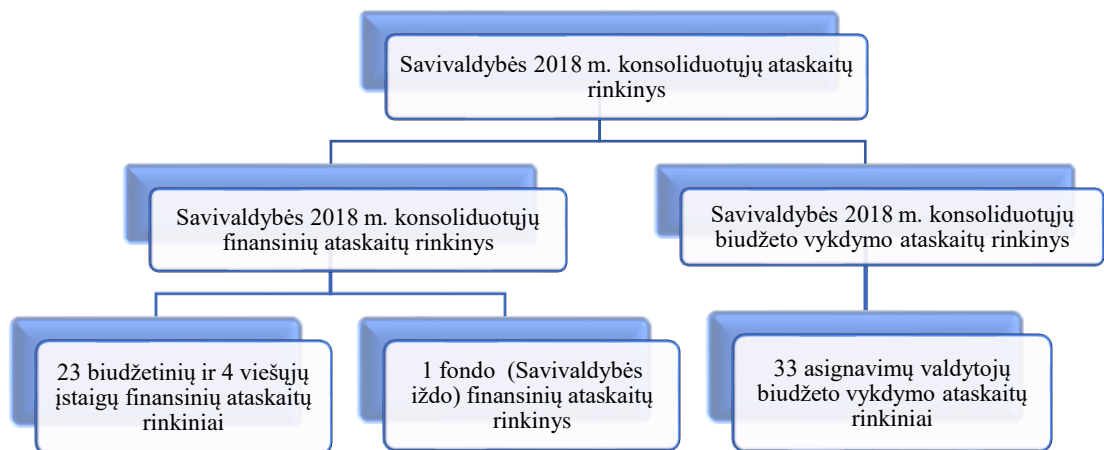 Savivaldybės 2018 m. konsoliduotųjų ataskaitų
rinkinys
Savivaldybės 2018 m. konsoliduotųjų
finansinių ataskaitų rinkinys
Savivaldybės 2018 m. konsoliduotųjų
biudžeto vykdymo ataskaitų rinkinys
23 biudžetinių ir 4 viešųjų
įstaigų finansinių ataskaitų
rinkiniai
1 fondo (Savivaldybės
iždo) finansinių ataskaitų
rinkinys
33 asignavimų valdytojų
biudžeto vykdymo ataskaitų
rinkiniai